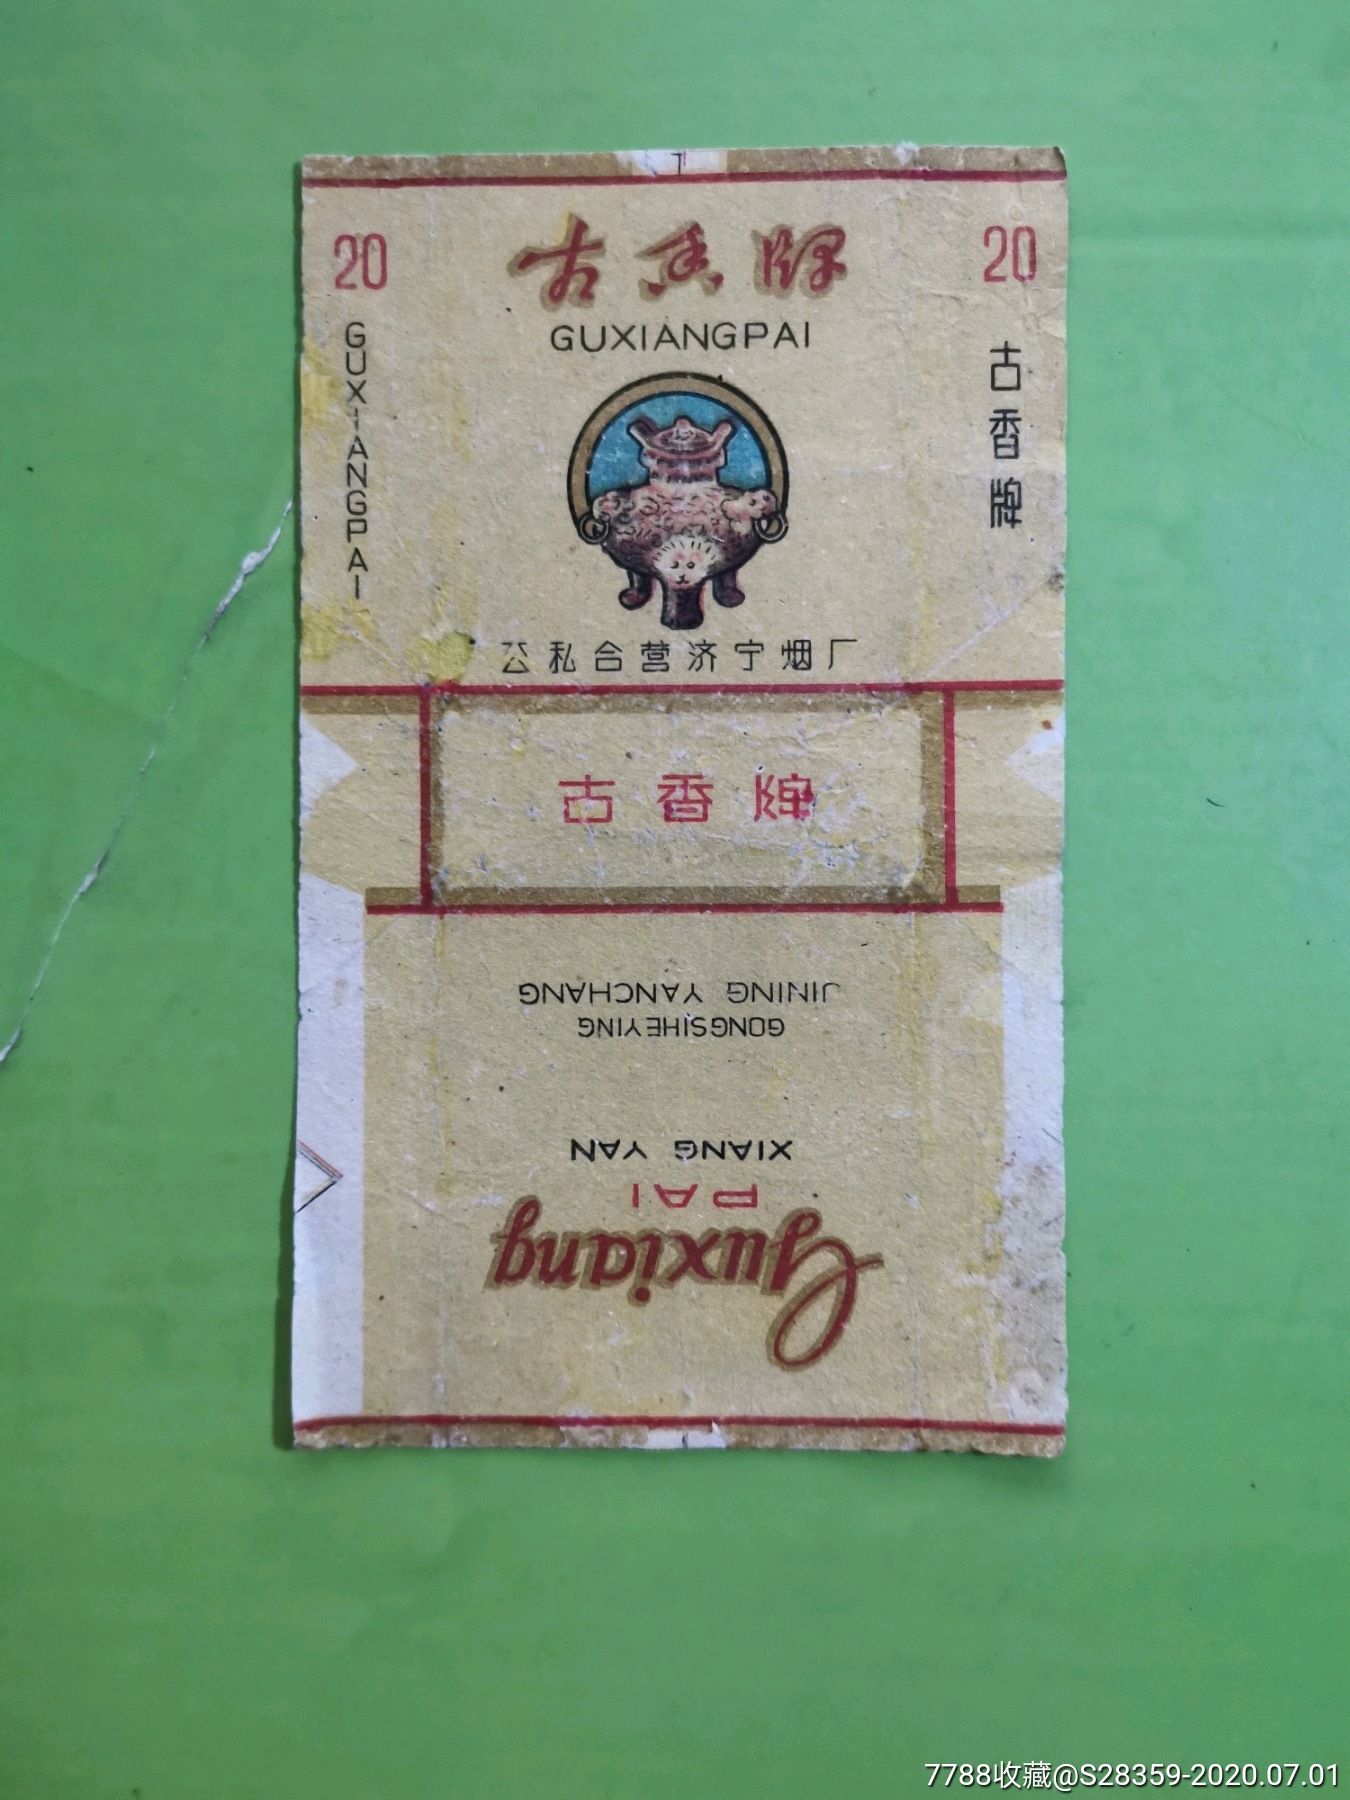 20
古香牌
20
GUXIANGPAI
GUXIANGPAI
古香牌
公私合营济宁烟厂
古香牌
Guxiang
PAI
XIANG YAN
GONGSIHEYING
JINING YANCHANG
7788收藏@S28359-2020.07.01